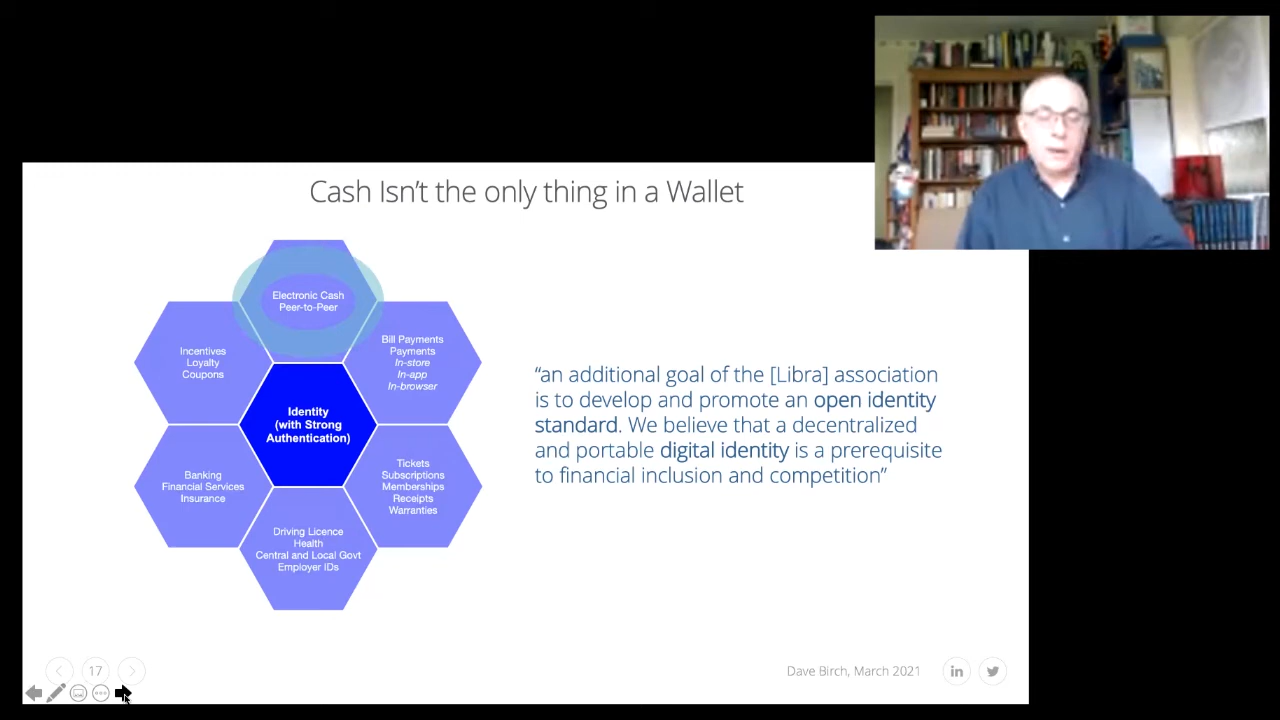 Cash Isn't the only thing in a Wallet
Electronic Cash
Peer-to-Peer
Incentives
Loyalty
Coupons
Bill Payments
Payments
In-store
In-app
In-browser
Identity
(with Strong
Authentication)
Banking
Financial Services
Insurance
Tickets
Subscriptions
Memberships
Receipts
Warranties
Driving Licence
Health
Central and Local Govt
Employer IDs
“an additional goal of the [Libra] association
is to develop and promote an open identity
standard. We believe that a decentralized
and portable digital identity is a prerequisite
to financial inclusion and competition”
17
Dave Birch, March 2021
in